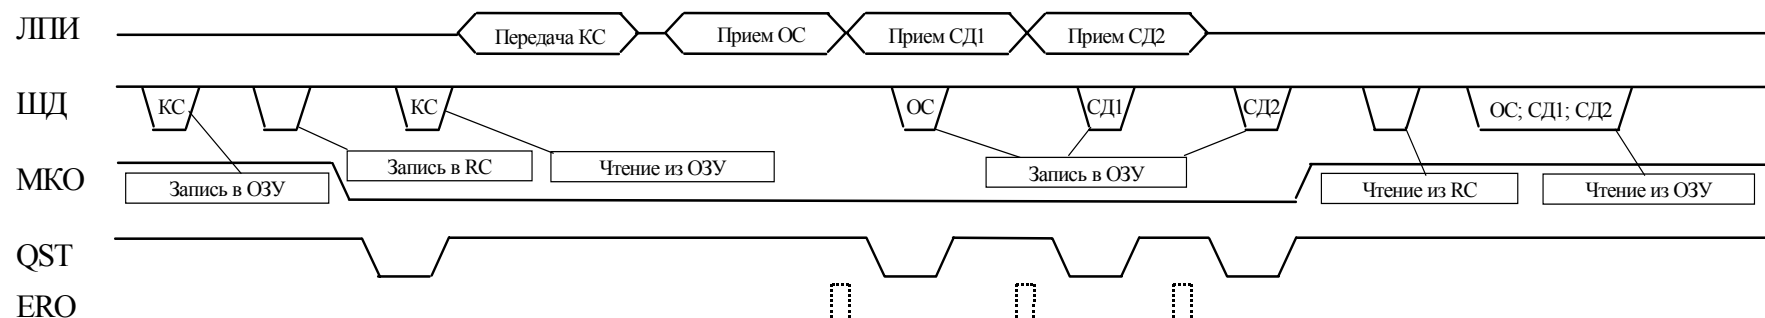 ЛПИ
Передача КС
Прием ОС
Прием СД1
Прием СД2
ШД
КС
КС
ОС
СД1
СД2
ОС; СД1; СД2
МКО
Запись в ОЗУ
Запись в RC
Чтение из ОЗУ
Запись в ОЗУ
Чтение из RC
Чтение из ОЗУ
QST
ERO